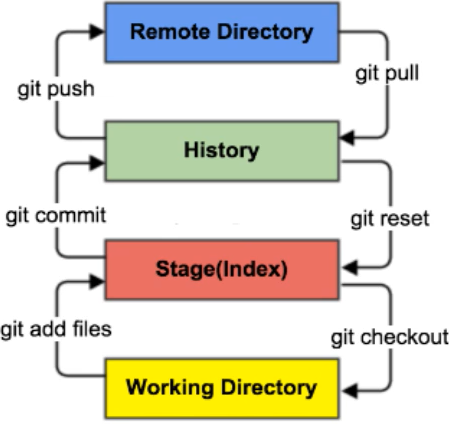 Remote Directory
git push
git pull
History
git commit
git reset
Stage(Index)
git add files
git checkout
Working Directory